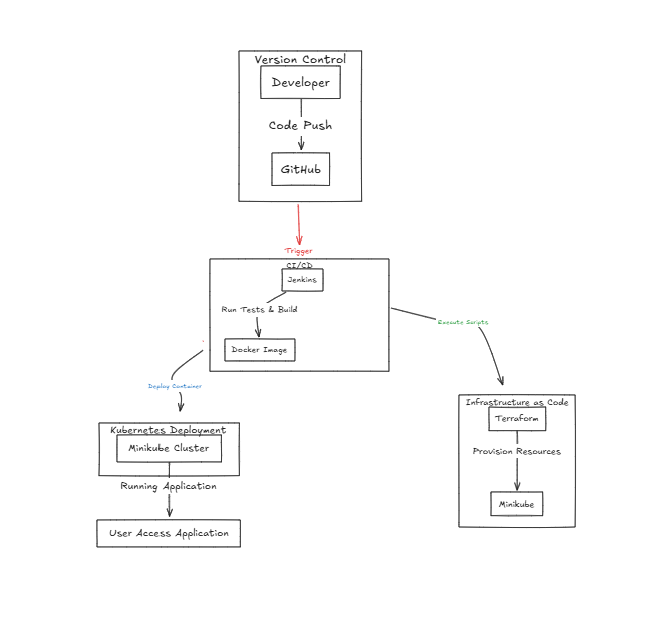 Version Control
Developer
Code Push
GitHub
Trigger
CI/CD
Jenkins
Run Tests & Build
Docker Image
Execute Scripts
Deploy Container
Infrastructure as Code
Terraform
Provision Resources
Minikube
Kubernetes Deployment
Minikube Cluster
Running Application
User Access Application